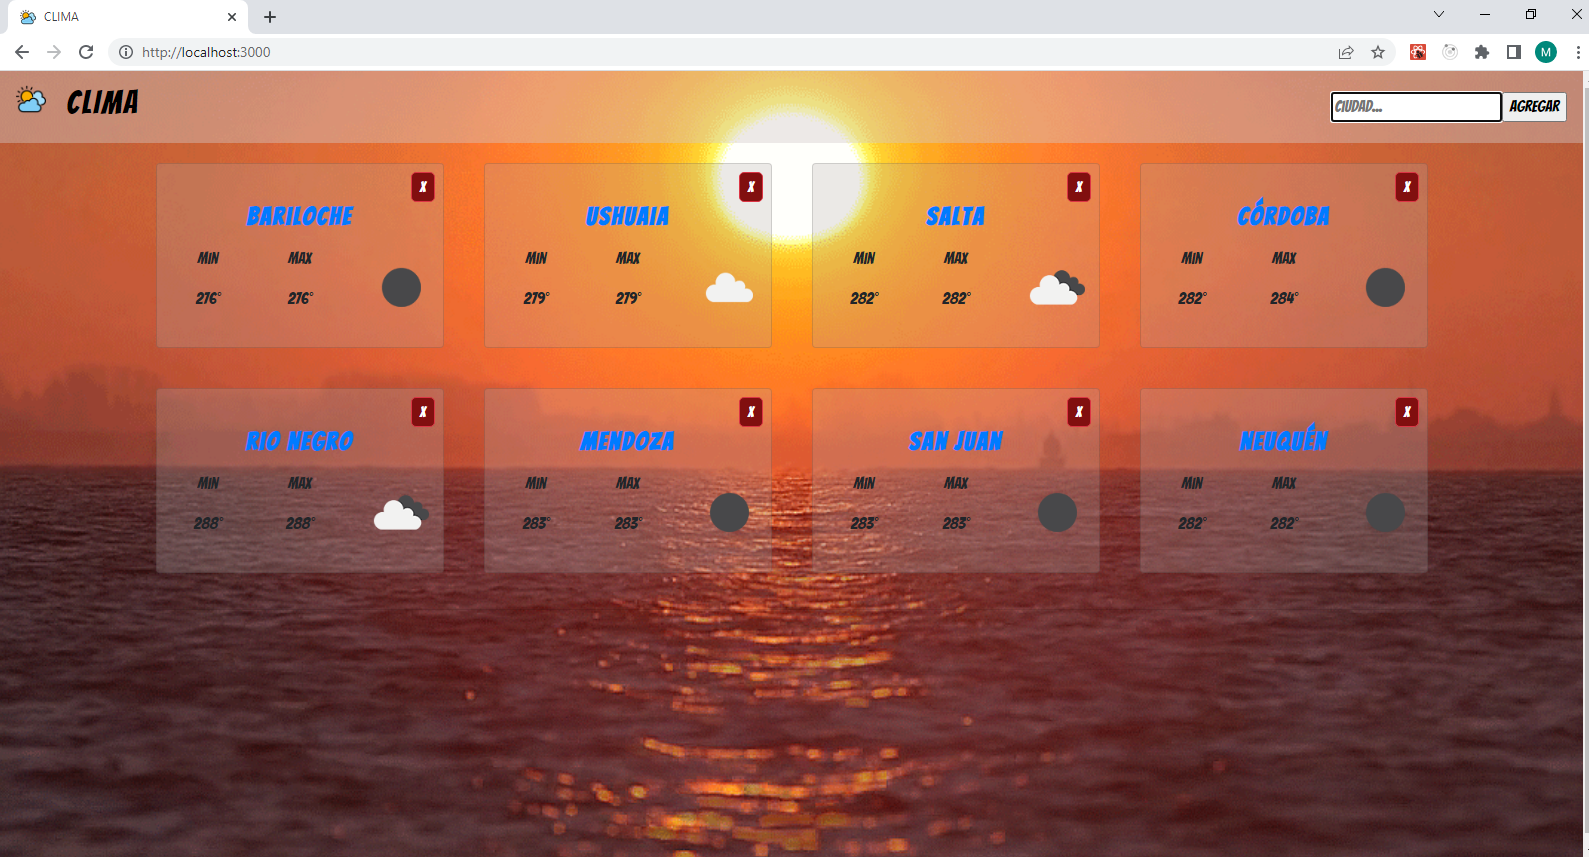 CLIMA
http://localhost:3000
M
CLIMA
CIUDAD...
AGREGAR
X
BARILOCHE
MIN MAX
276° 276°
X
USHUAIA
MIN MAX
279° 279°
X
SALTA
MIN MAX
282° 282°
X
CÓRDOBA
MIN MAX
282° 284°
X
RIO NEGRO
MIN MAX
288° 288°
X
MENDOZA
MIN MAX
283° 283°
X
SAN JUAN
MIN MAX
283° 283°
X
NEUQUÉN
MIN MAX
282° 282°